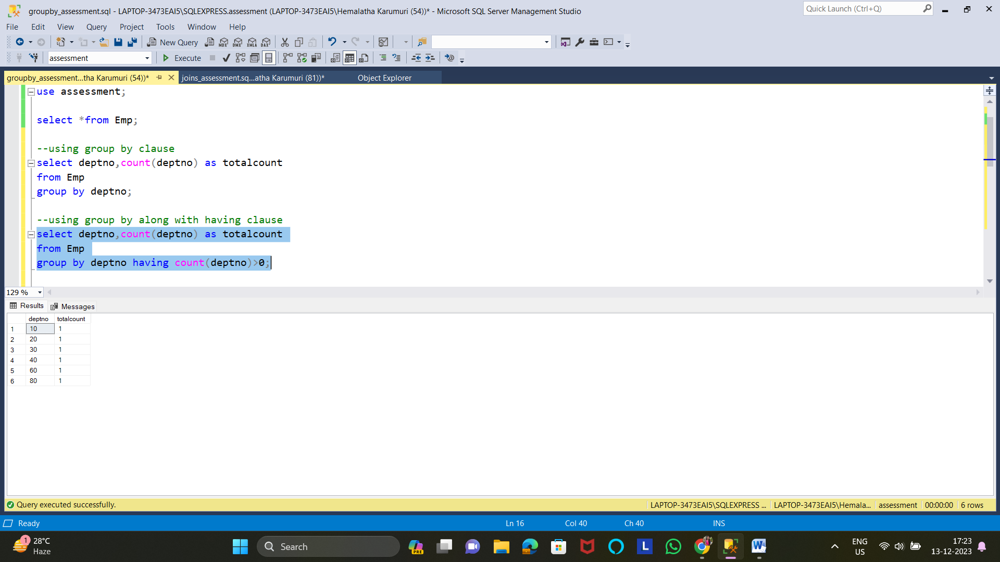 groupby_assessment.sql - LAPTOP-3473EAI5\SQLEXPRESS.assessment (LAPTOP-3473EAI5\Hemalatha Karumuri (54))* - Microsoft SQL Server Management Studio
Quick Launch (Ctrl+Q)
File Edit View Query Project Tools Window Help
New Query MDX DMX XMLA DAX
assessment Execute
groupby_assessment...tha Karumuri (54))* joins_assessment.sq...atha Karumuri (81))* Object Explorer
use assessment;
select *from Emp;
--using group by clause
select deptno,count(deptno) as totalcount
from Emp
group by deptno;
--using group by along with having clause
select deptno,count(deptno) as totalcount
from Emp
group by deptno having count(deptno)>0;
129 %
Results Messages
deptno totalcount
1 10 1
2 20 1
3 30 1
4 40 1
5 60 1
6 80 1
Query executed successfully. LAPTOP-3473EAI5\SQLEXPRESS ... LAPTOP-3473EAI5\Hemala... assessment 00:00:00 6 rows
Ready Ln 16 Col 40 Ch 40 INS
1 28°C
Haze
Search
PRE
L
W
ENG
US
17:23
13-12-2023